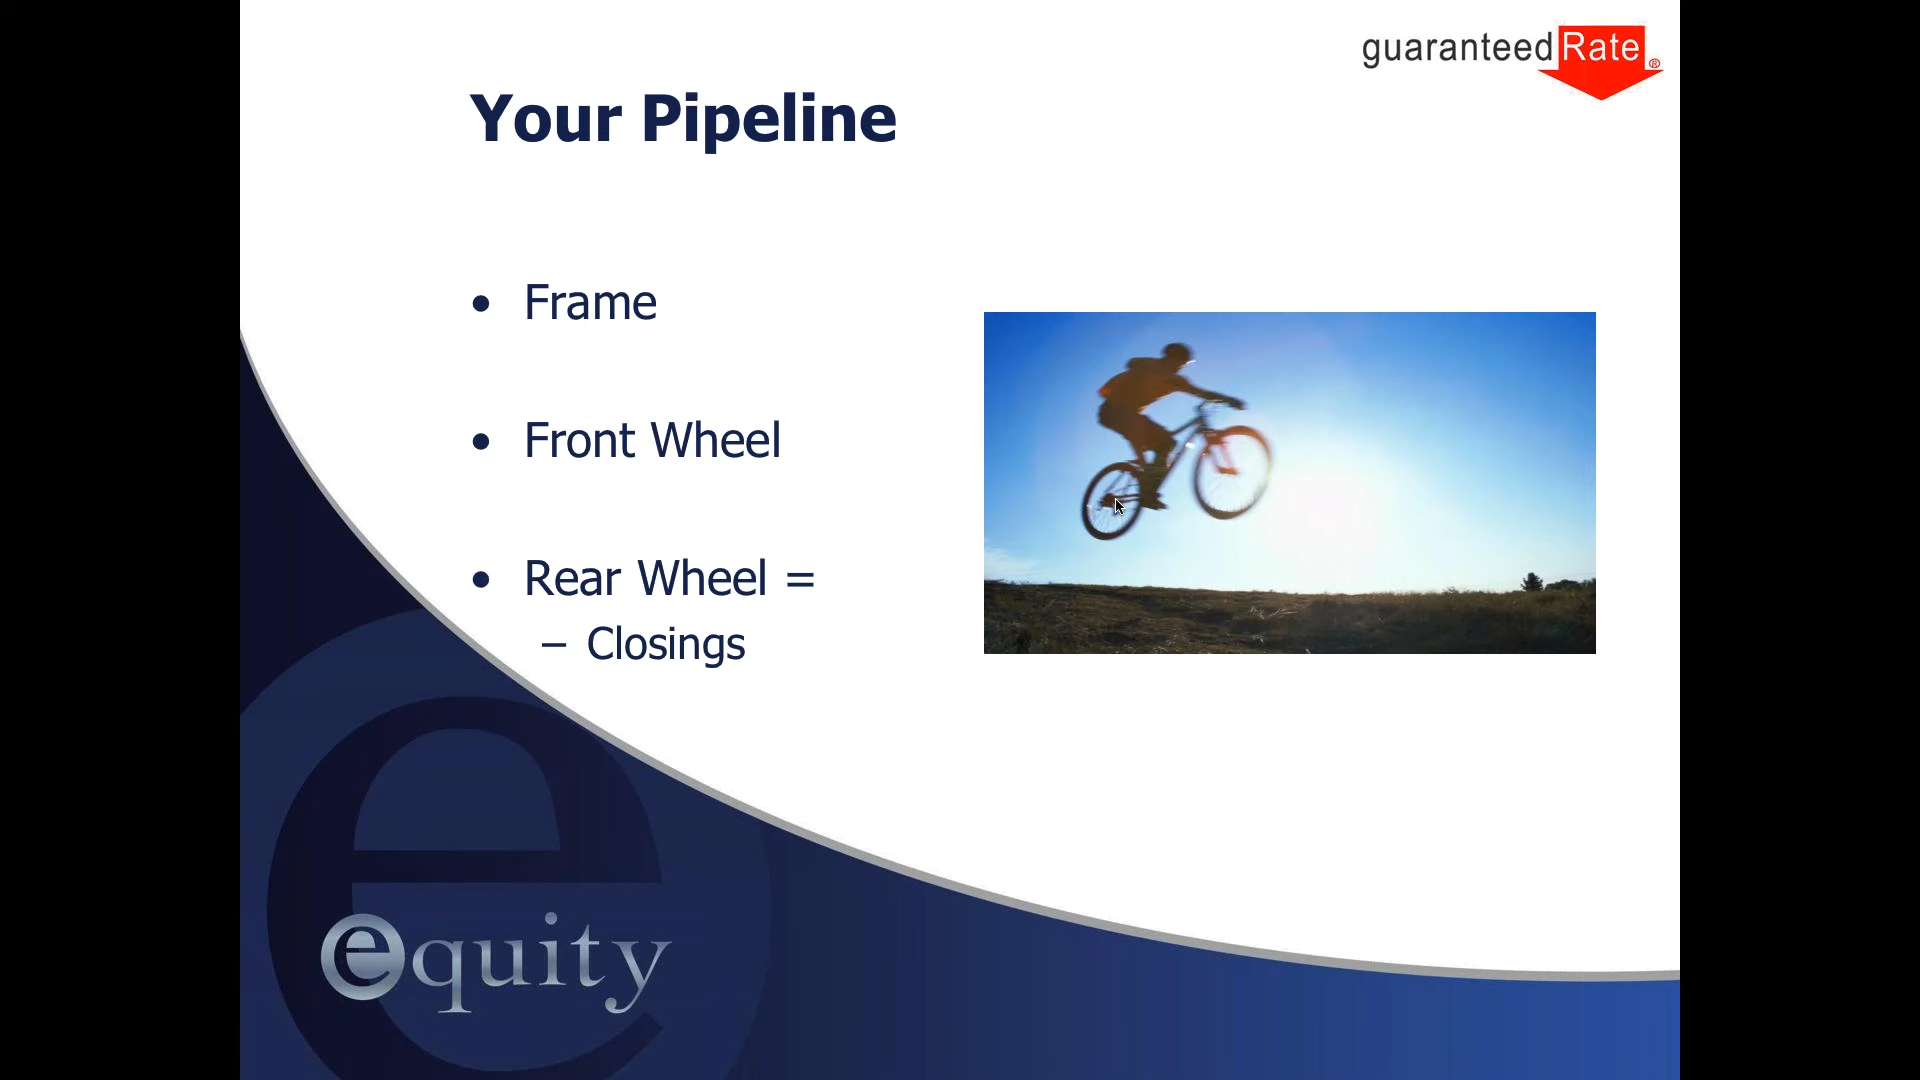 guaranteedRate®
Your Pipeline
• Frame
• Front Wheel
• Rear Wheel =
– Closings
e
equity